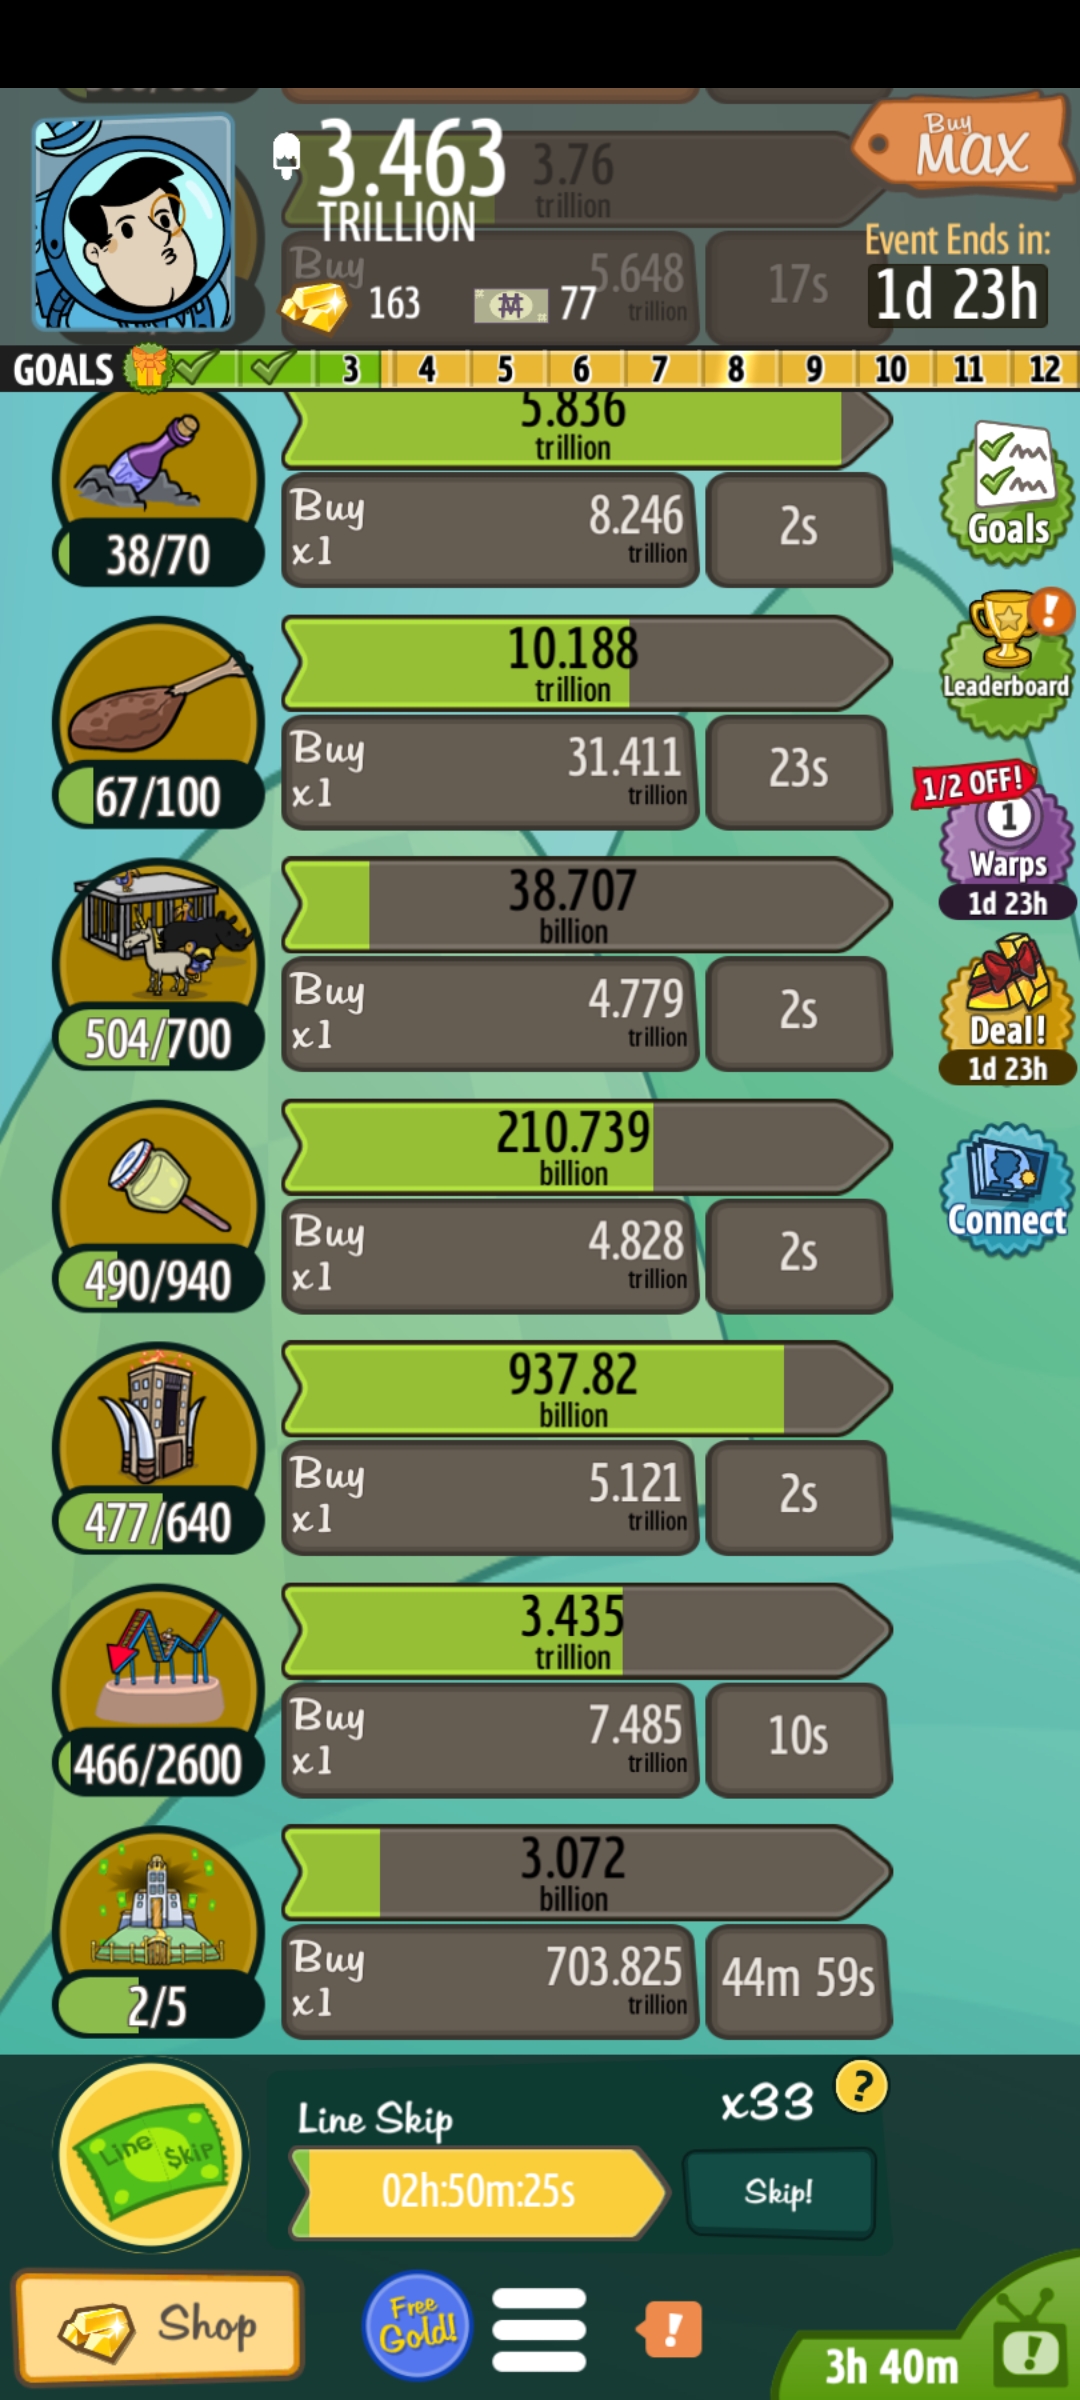 3.463
TRILLION
3.76
trillion
Buy
MAX
Buy
5.648
trillion
17s
163
77
Event Ends in:
1d 23h
GOALS
3
4
5
6
7
8
9
10
11
12
5.836
trillion
38/70
Buy
x1
8.246
trillion
2s
Goals
10.188
trillion
67/100
Buy
x1
31.411
trillion
23s
!
Leaderboard
1/2 OFF!
1
Warps
1d 23h
38.707
billion
504/700
Buy
x1
4.779
trillion
2s
Deal!
1d 23h
210.739
billion
490/940
Buy
x1
4.828
trillion
2s
Connect
937.82
billion
477/640
Buy
x1
5.121
trillion
2s
3.435
trillion
466/2600
Buy
x1
7.485
trillion
10s
3.072
billion
2/5
Buy
x1
703.825
trillion
44m 59s
Line $kip
Line Skip
x33
?
02h:50m:25s
Skip!
Shop
Free
Gold!
!
3h 40m
!